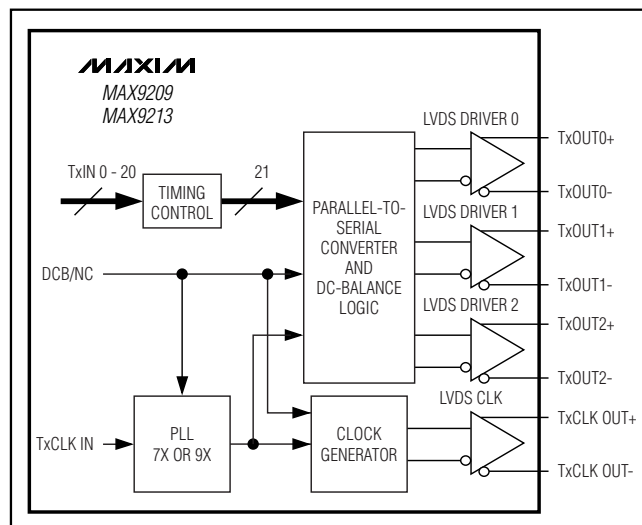 MAXIM
MAX9209
MAX9213
TxIN 0 - 20
TIMING
CONTROL
21
PARALLEL-TO-
SERIAL
CONVERTER
AND
DC-BALANCE
LOGIC
DCB/NC
TxCLK IN
PLL
7X OR 9X
CLOCK
GENERATOR
LVDS DRIVER 0
TxOUT0+
TxOUT0-
LVDS DRIVER 1
TxOUT1+
TxOUT1-
LVDS DRIVER 2
TxOUT2+
TxOUT2-
LVDS CLK
TxCLK OUT+
TxCLK OUT-